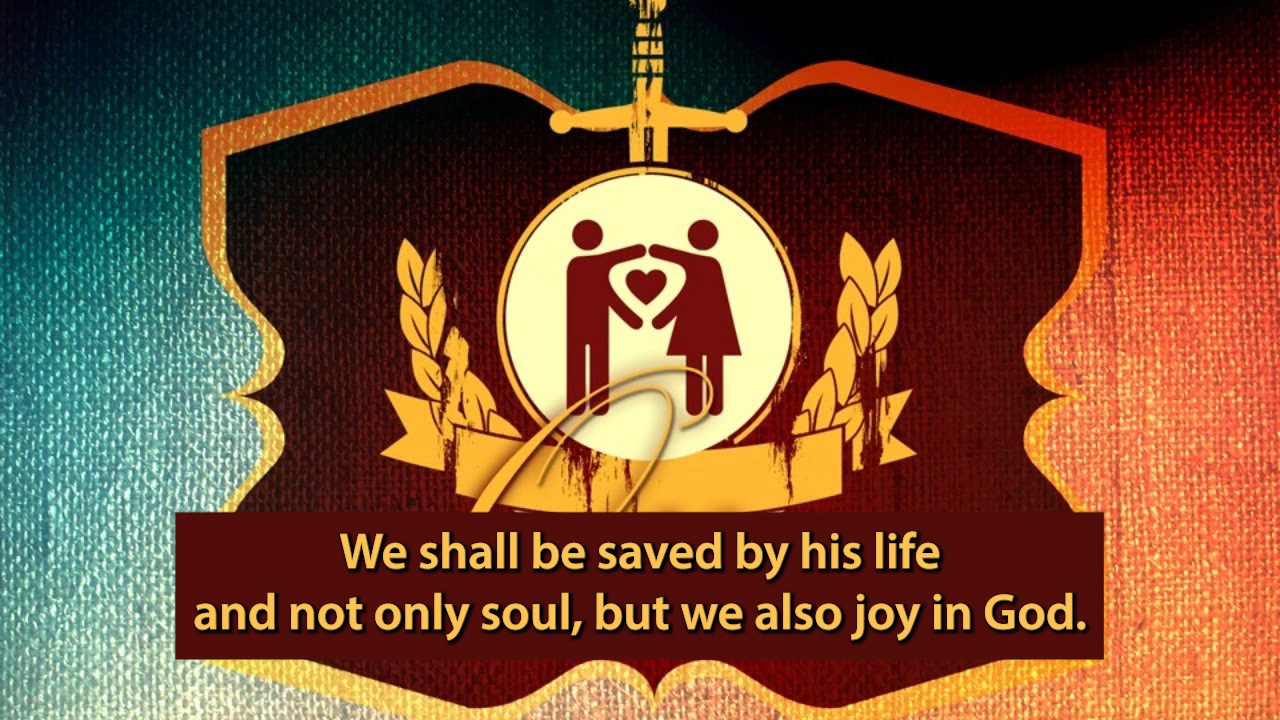 We shall be saved by his life
and not only soul, but we also joy in God.